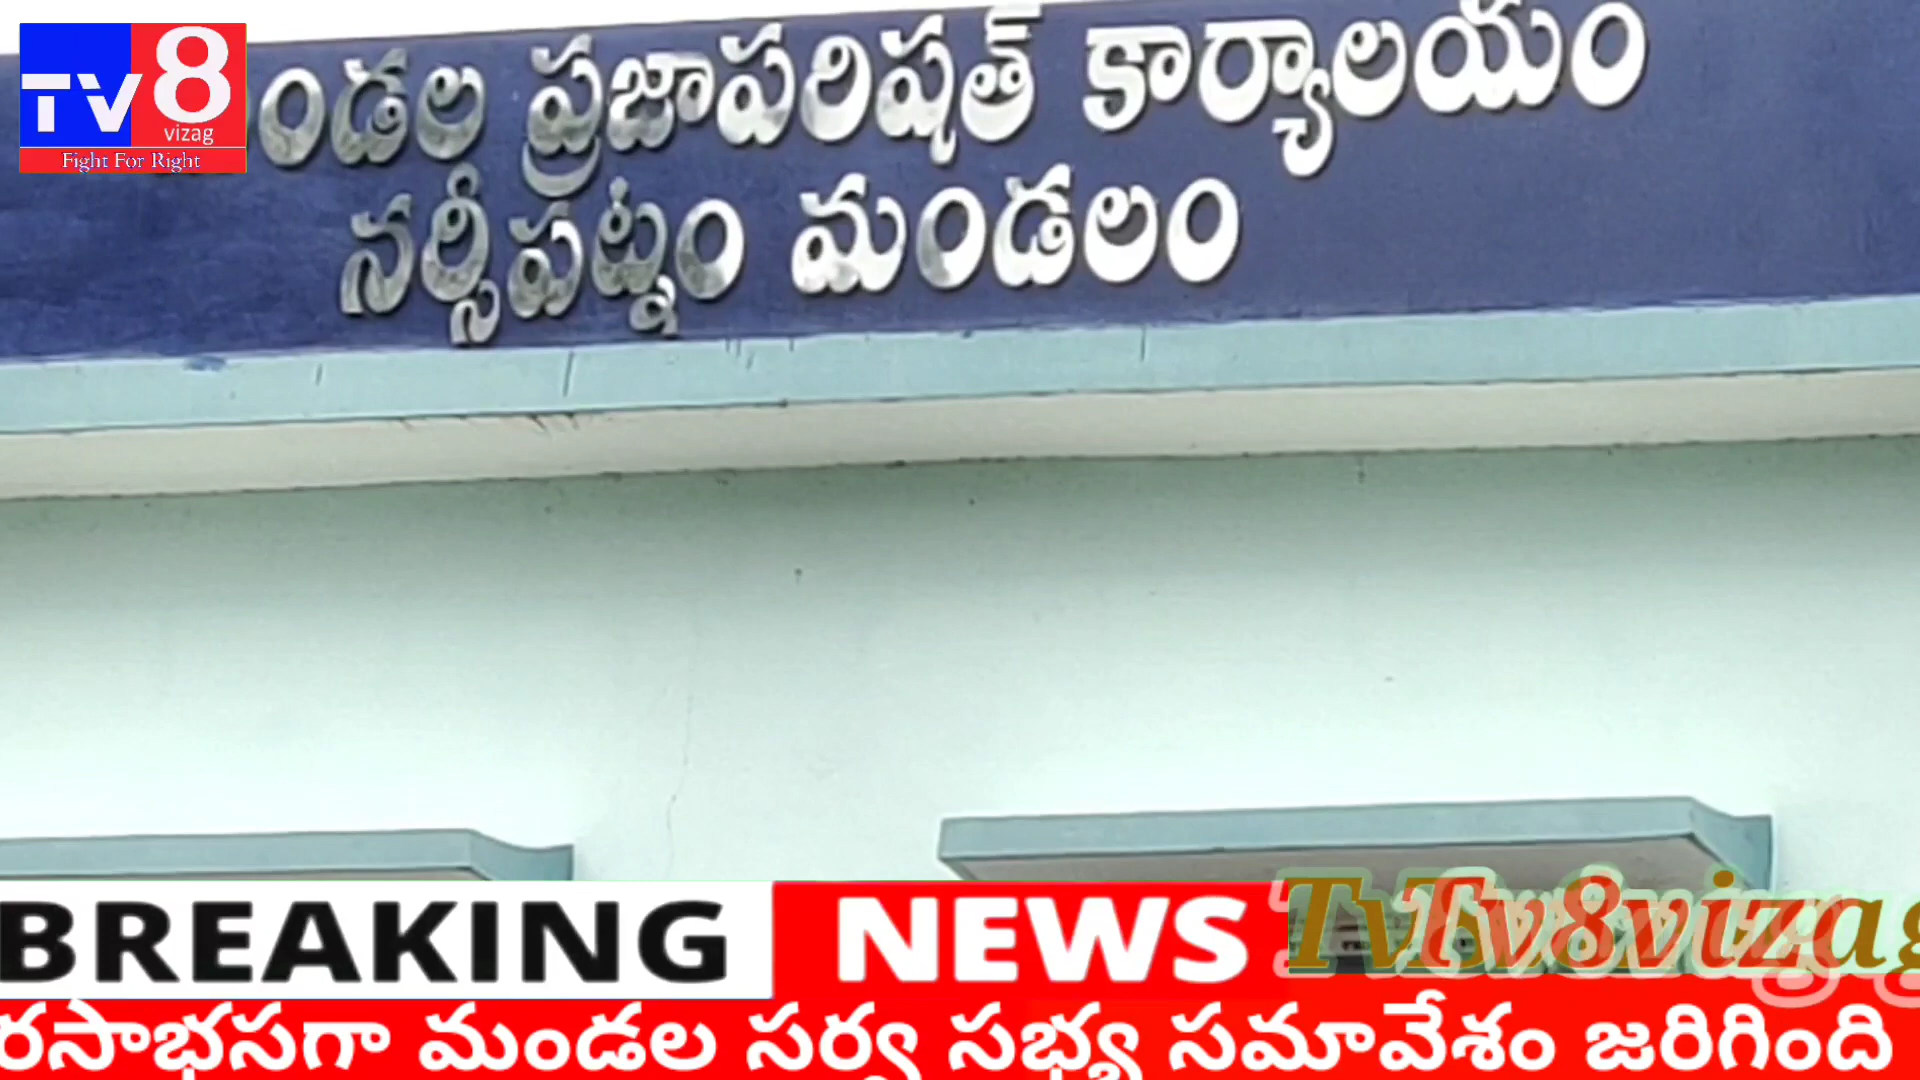 TV8
vizag
Fight For Right
మండల ప్రజాపరిషత్ కార్యాలయం
నర్సీపట్నం మండలం
BREAKING NEWS
Tv8vizag
రసాభసగా మండల సర్వ సభ్య సమావేశం జరిగింది